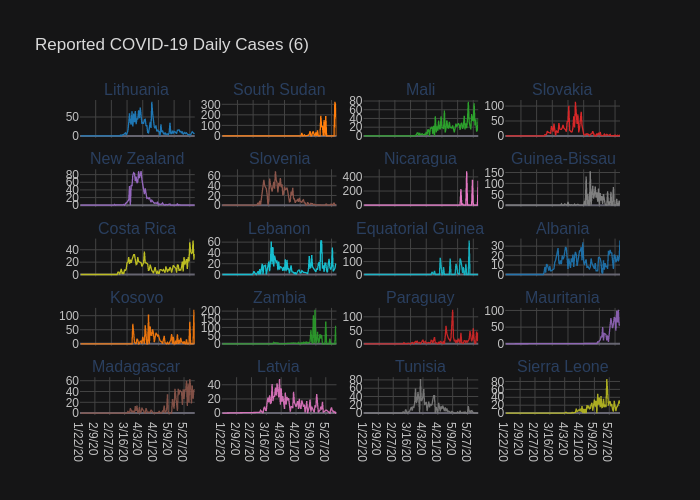 Reported COVID-19 Daily Cases (6)
Lithuania South Sudan Mali Slovakia
50 0 300 200 100 0 80 60 40 20 0 100 50 0
New Zealand Slovenia Nicaragua Guinea-Bissau
80 60 40 20 0 60 40 20 0 400 200 0 150 100 50 0
Costa Rica Lebanon Equatorial Guinea Albania
40 20 0 60 40 20 0 200 100 0 30 20 10 0
Kosovo Zambia Paraguay Mauritania
100 50 0 200 150 100 50 0 100 50 0 100 50 0
Madagascar Latvia Tunisia Sierra Leone
60 40 20 0 40 20 0 80 60 40 20 0 80 60 40 20 0
1/22/20 2/9/20 2/27/20 3/16/20 4/3/20 4/21/20 5/9/20 5/27/20 1/22/20 2/9/20 2/27/20 3/16/20 4/3/20 4/21/20 5/9/20 5/27/20 1/22/20 2/9/20 2/27/20 3/16/20 4/3/20 4/21/20 5/9/20 5/27/20 1/22/20 2/9/20 2/27/20 3/16/20 4/3/20 4/21/20 5/9/20 5/27/20